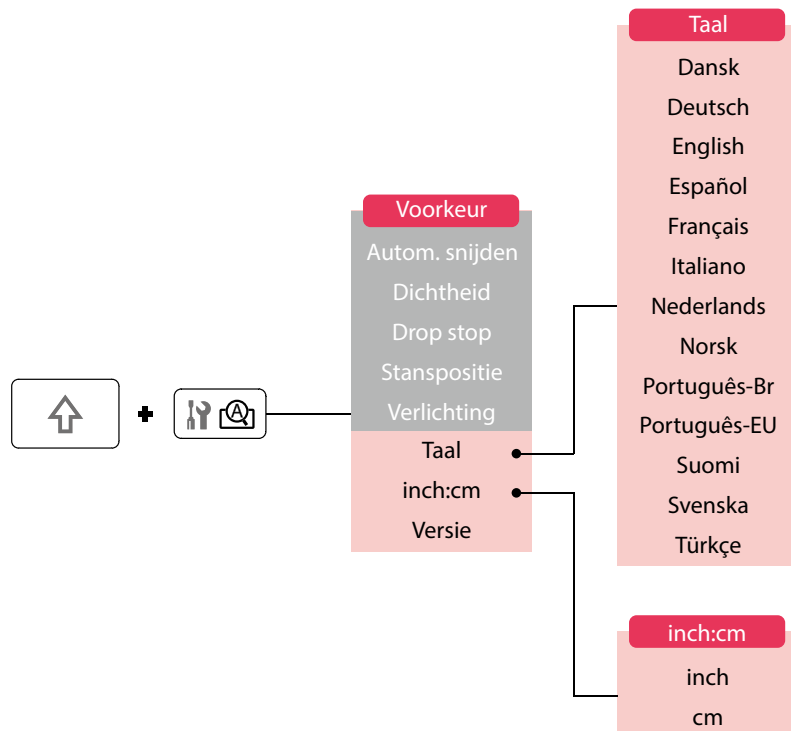 Voorkeur
Autom. snijden
Dichtheid
Drop stop
Stanspositie
Verlichting
Taal
inch:cm
Versie
Taal
Dansk
Deutsch
English
Español
Français
Italiano
Nederlands
Norsk
Português-Br
Português-EU
Suomi
Svenska
Türkçe
inch:cm
inch
cm
A